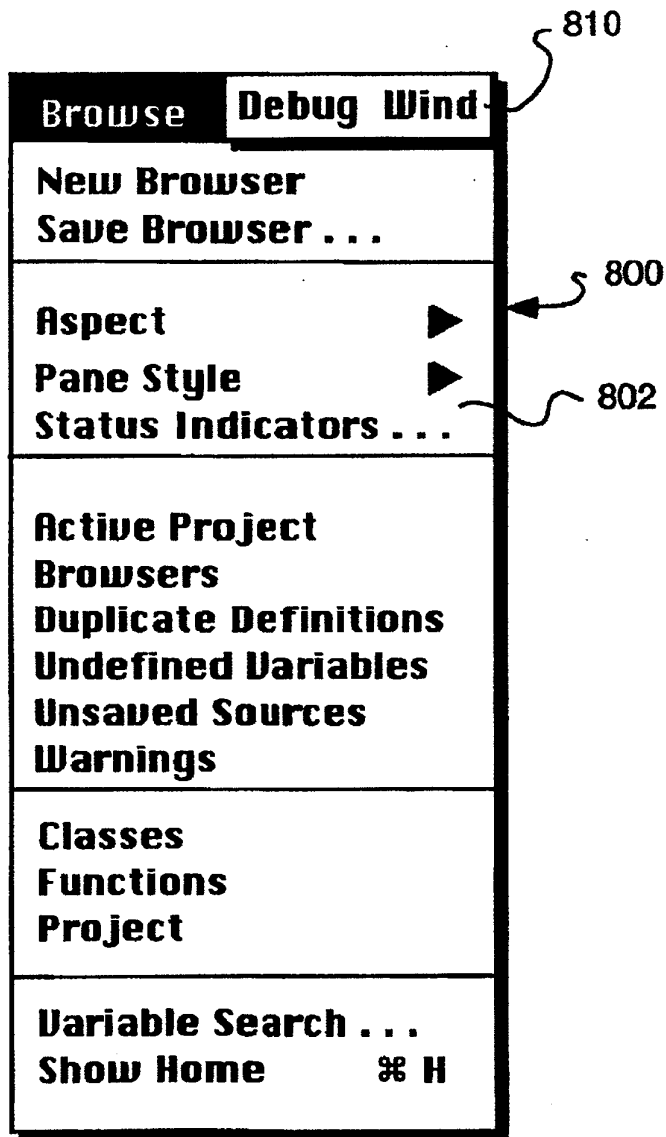 810
Browse Debug Wind
New Browser
Save Browser . . .
800
Aspect ▶
Pane Style ▶
802
Status Indicators . . .
Active Project
Browsers
Duplicate Definitions
Undefined Variables
Unsaved Sources
Warnings
Classes
Functions
Project
Variable Search . . .
Show Home ⌘ H